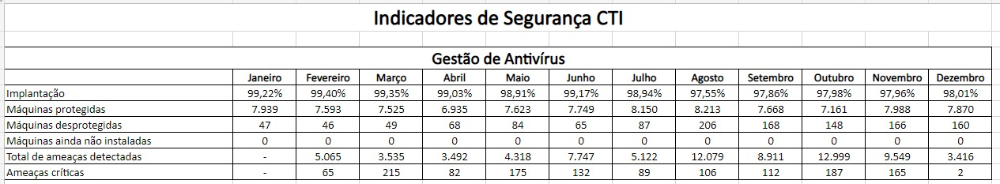 Indicadores de Segurança CTI
Gestão de Antivírus
Janeiro Fevereiro Março Abril Maio Junho Julho Agosto Setembro Outubro Novembro Dezembro
Implantação 99,22% 99,40% 99,35% 99,03% 98,91% 99,17% 98,94% 97,55% 97,86% 97,98% 97,96% 98,01%
Máquinas protegidas 7.939 7.593 7.525 6.935 7.623 7.749 8.150 8.213 7.668 7.161 7.988 7.870
Máquinas desprotegidas 47 46 49 68 84 65 87 206 168 148 166 160
Máquinas ainda não instaladas 0 0 0 0 0 0 0 0 0 0 0 0
Total de ameaças detectadas - 5.065 3.535 3.492 4.318 7.747 5.122 12.079 8.911 12.999 9.549 3.416
Ameaças críticas - 65 215 82 175 132 89 106 112 187 165 2